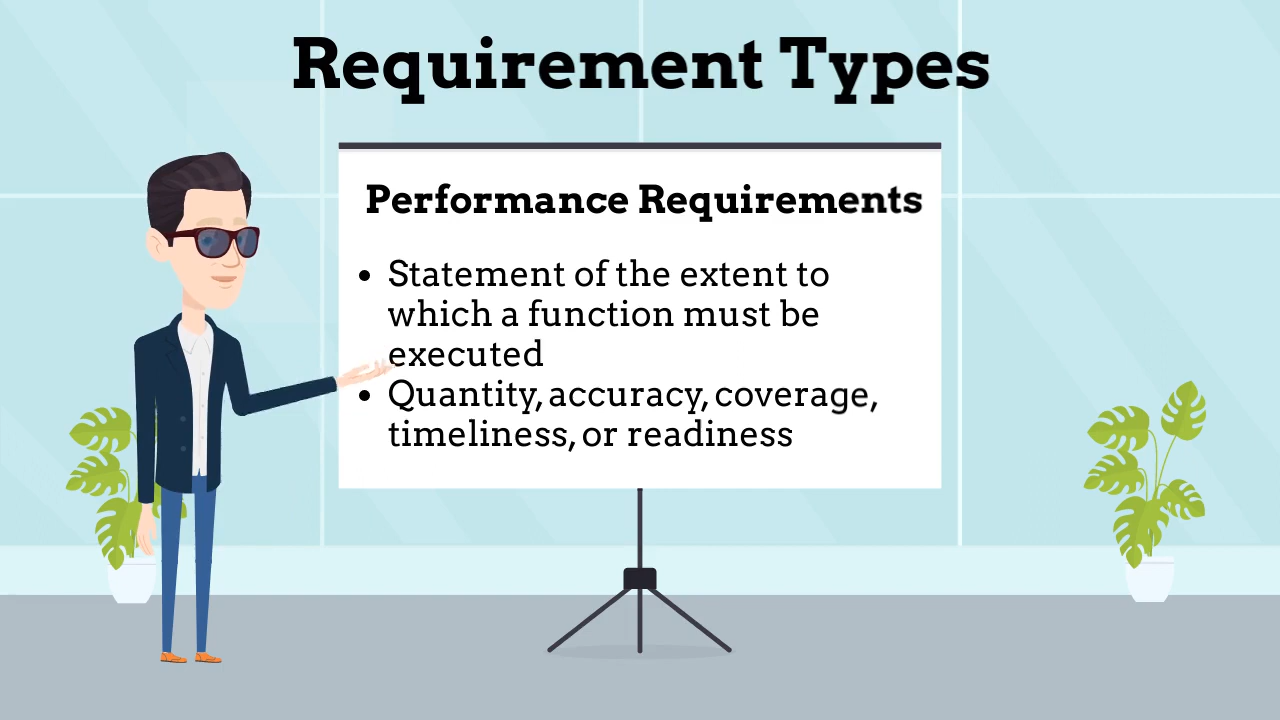 Requirement Types
Performance Requirements
• Statement of the extent to
which a function must be
executed
• Quantity, accuracy, coverage,
timeliness, or readiness